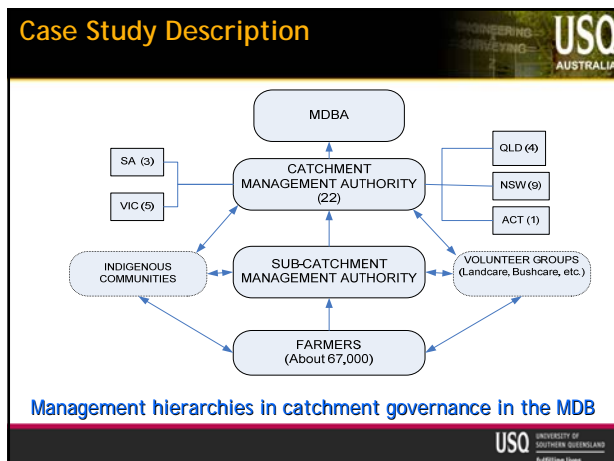 Case Study Description
ENGINEERING
SURVEYING
USQ
AUSTRALIA
MDBA
SA (3)
VIC (5)
CATCHMENT
MANAGEMENT AUTHORITY
(22)
QLD (4)
NSW (9)
ACT (1)
INDIGENOUS
COMMUNITIES
SUB-CATCHMENT
MANAGEMENT AUTHORITY
VOLUNTEER GROUPS
(Landcare, Bushcare, etc.)
FARMERS
(About 67,000)
Management hierarchies in catchment governance in the MDB
USQ
UNIVERSITY OF
SOUTHERN QUEENSLAND